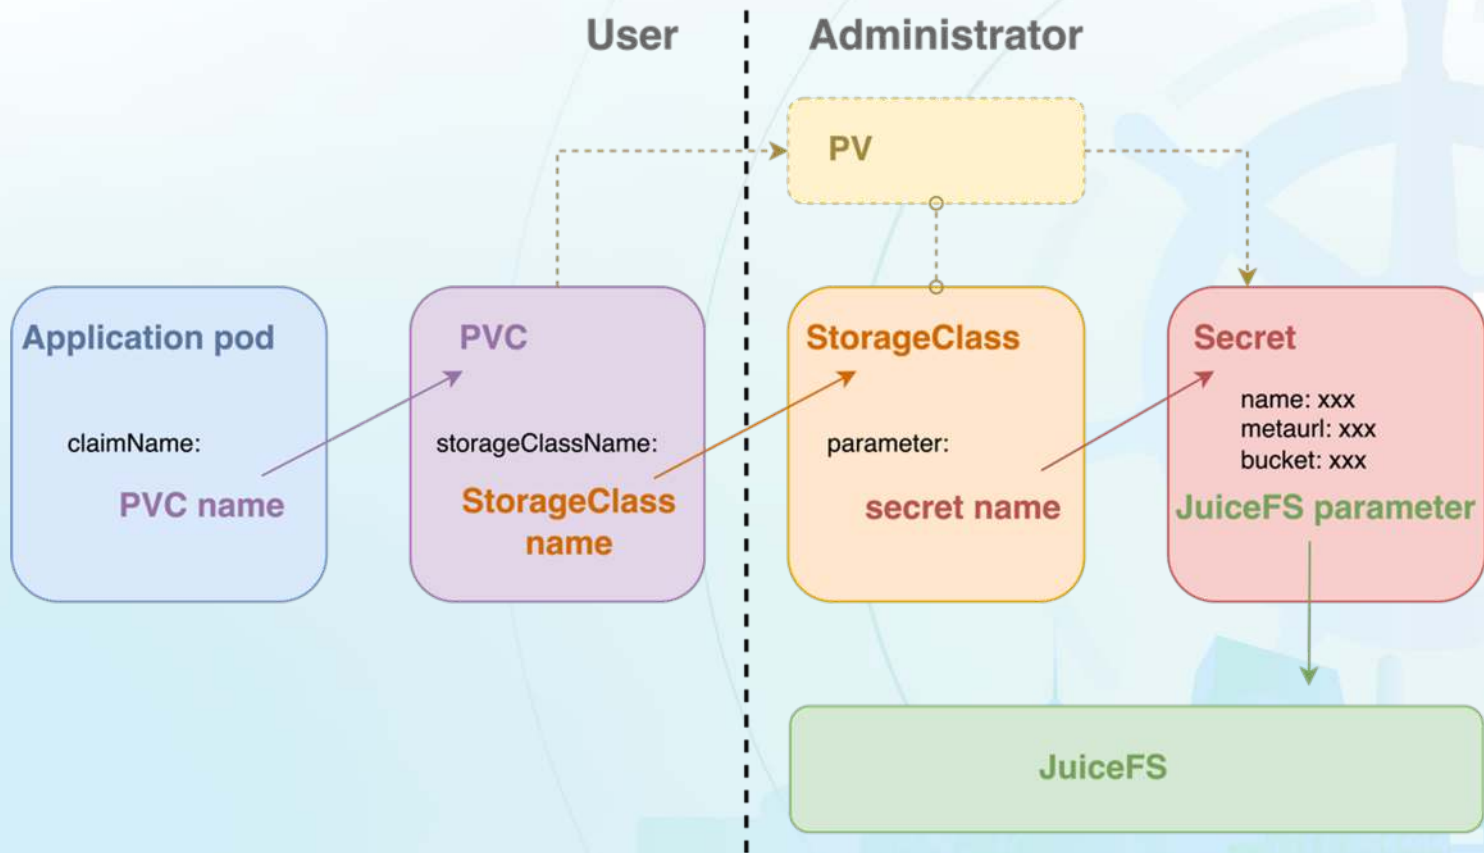 User
Administrator
PV
Application pod
claimName:
PVC name
PVC
storageClassName:
StorageClass
name
StorageClass
parameter:
secret name
Secret
name: xxx
metaurl: xxx
bucket: xxx
JuiceFS parameter
JuiceFS